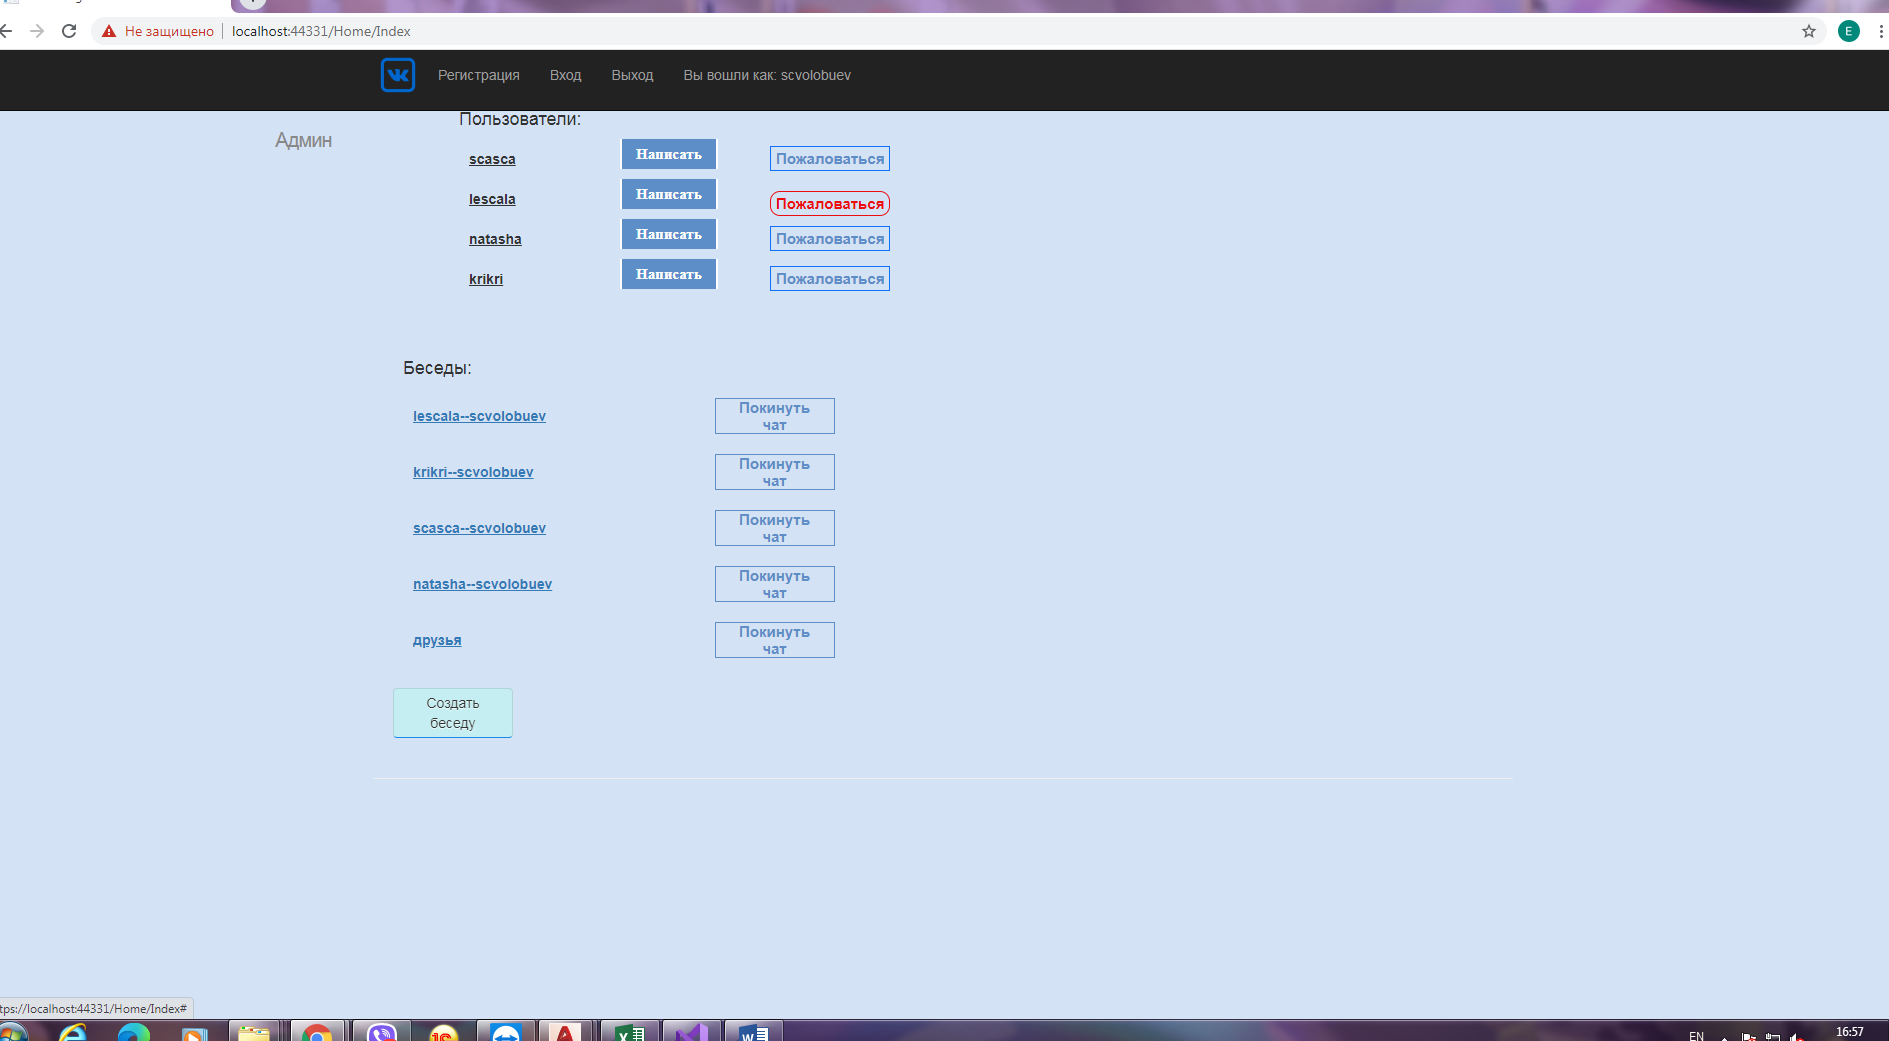 Не защищено localhost:44331/Home/Index E
Регистрация Вход Выход Вы вошли как: scvolobuev
Админ
Пользователи:
scasca Написать Пожаловаться
lescala Написать Пожаловаться
natasha Написать Пожаловаться
krikri Написать Пожаловаться
Беседы:
lescala--scvolobuev Покинуть
чат
krikri--scvolobuev Покинуть
чат
scasca--scvolobuev Покинуть
чат
natasha--scvolobuev Покинуть
чат
друзья Покинуть
чат
Создать
беседу
tps://localhost:44331/Home/Index#
EN 16:57